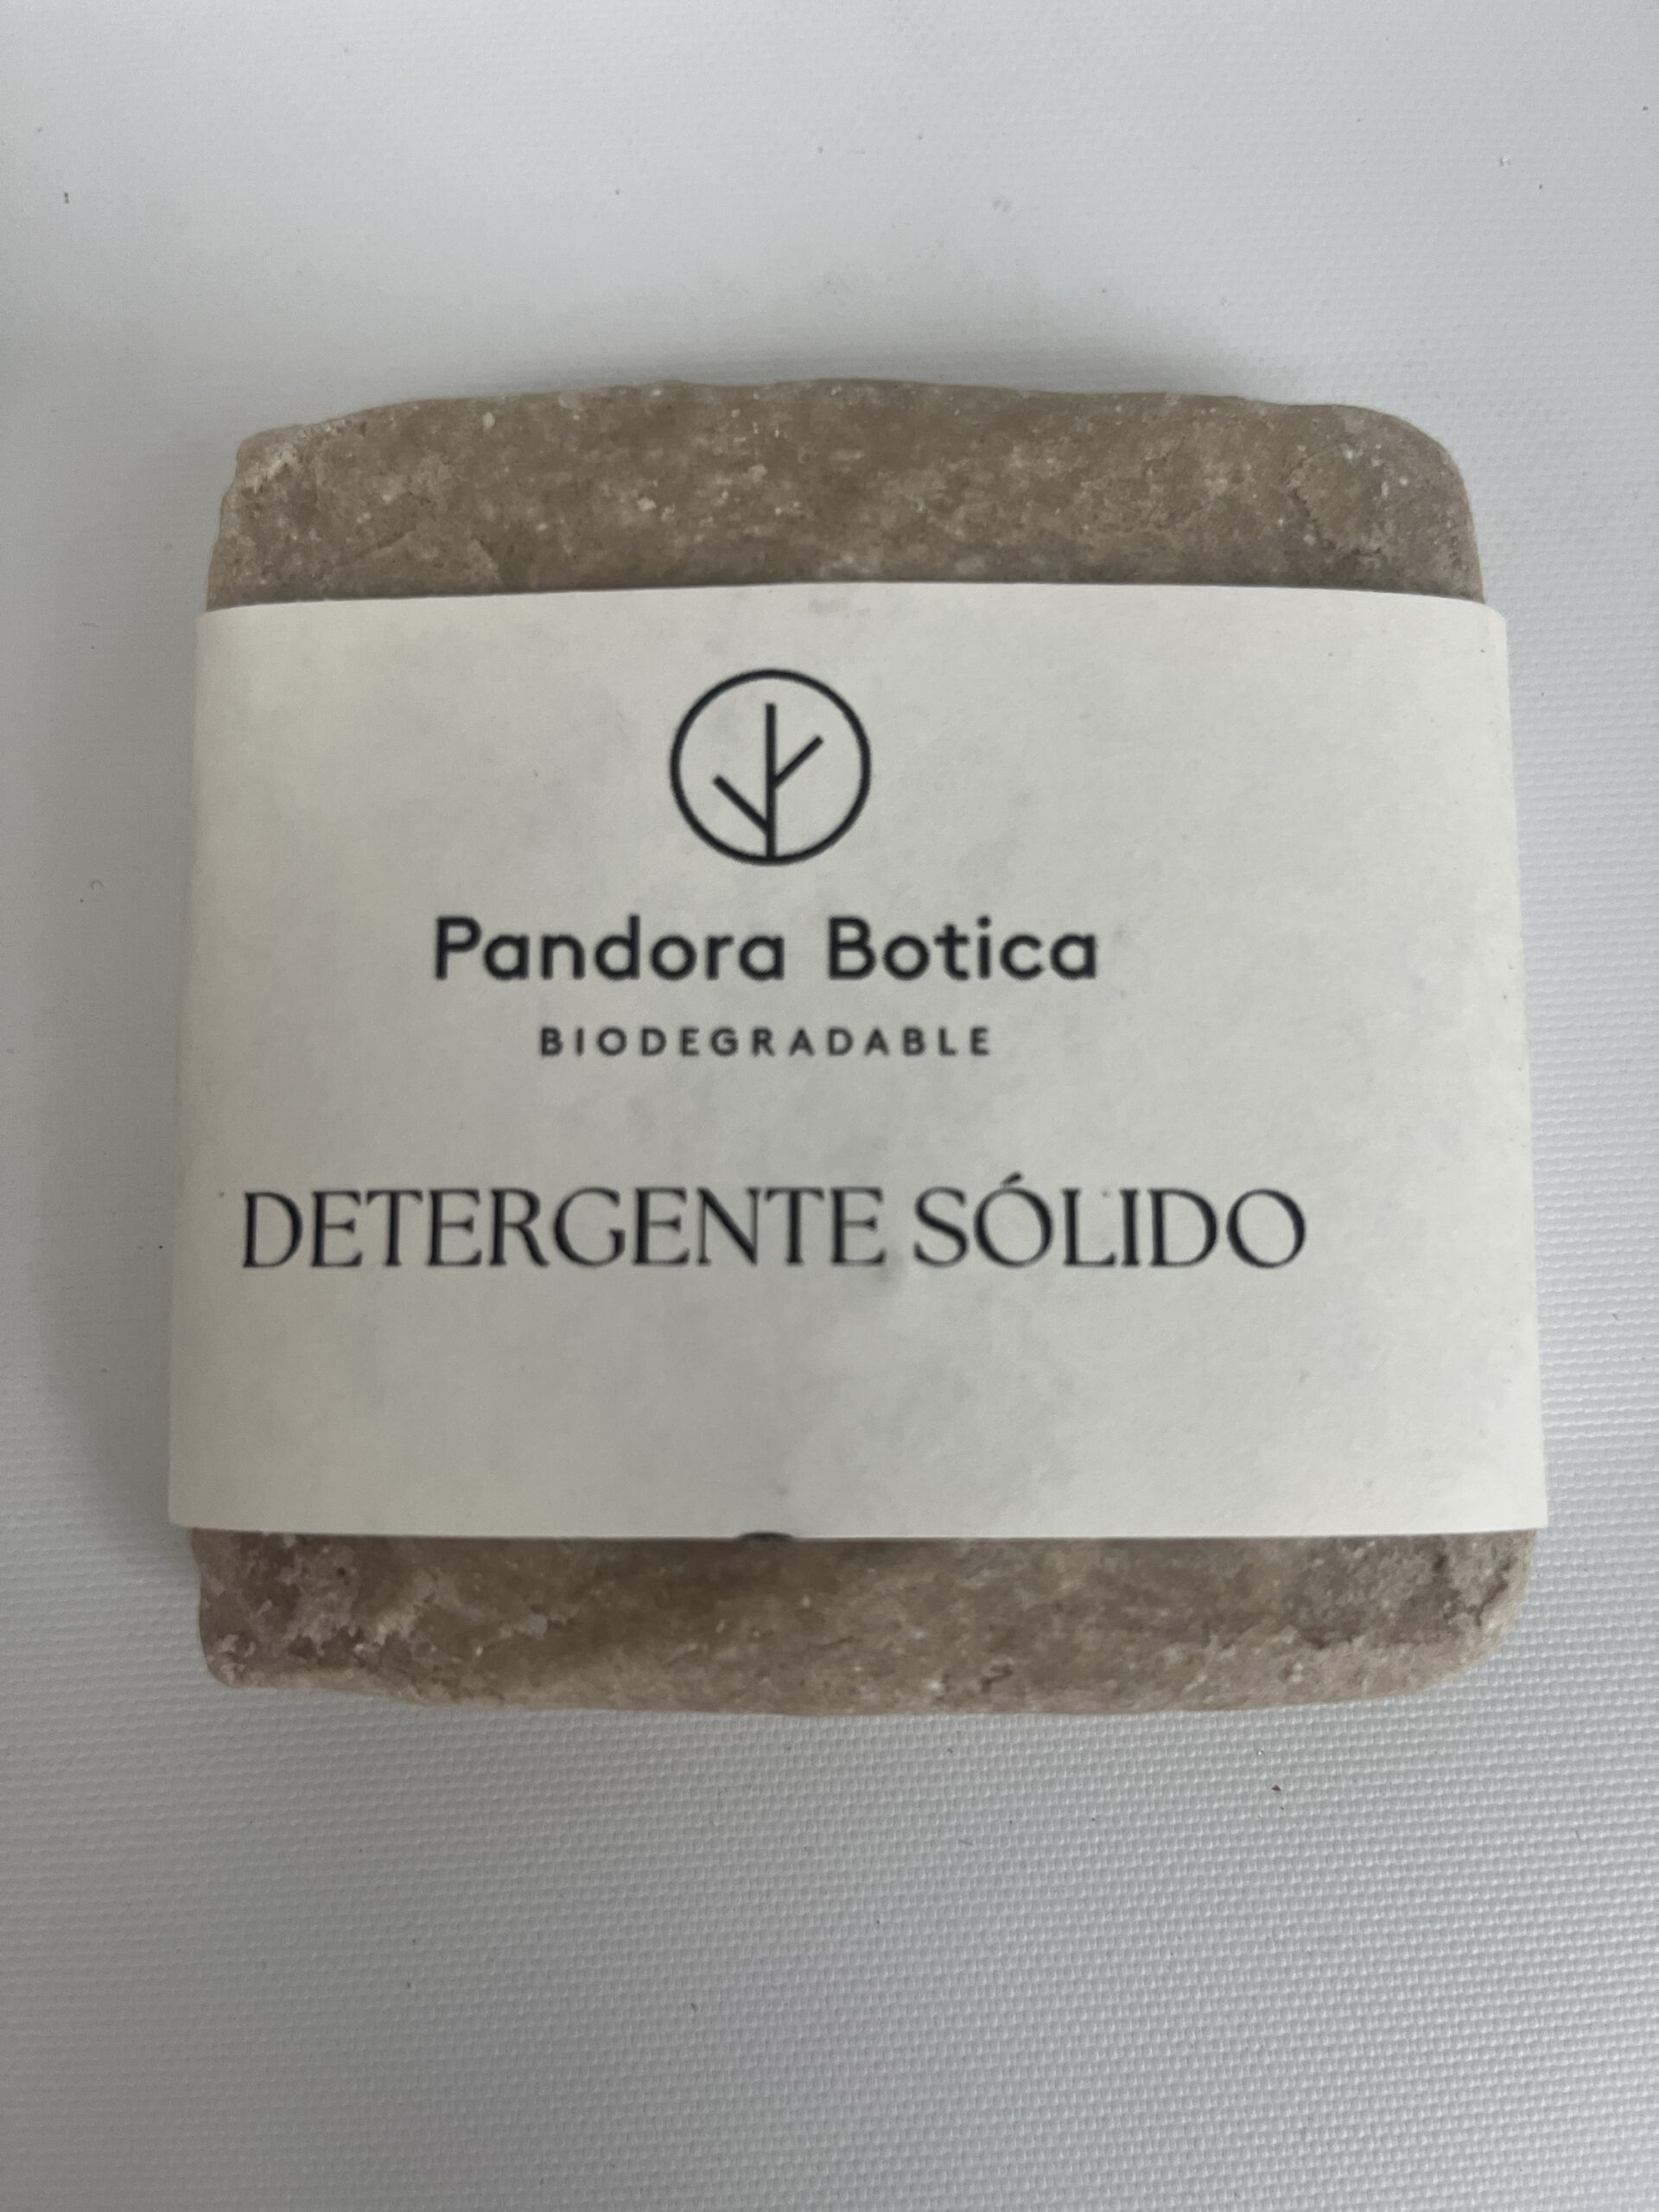 Pandora Botica
BIODEGRADABLE
DETERGENTE SÓLIDO